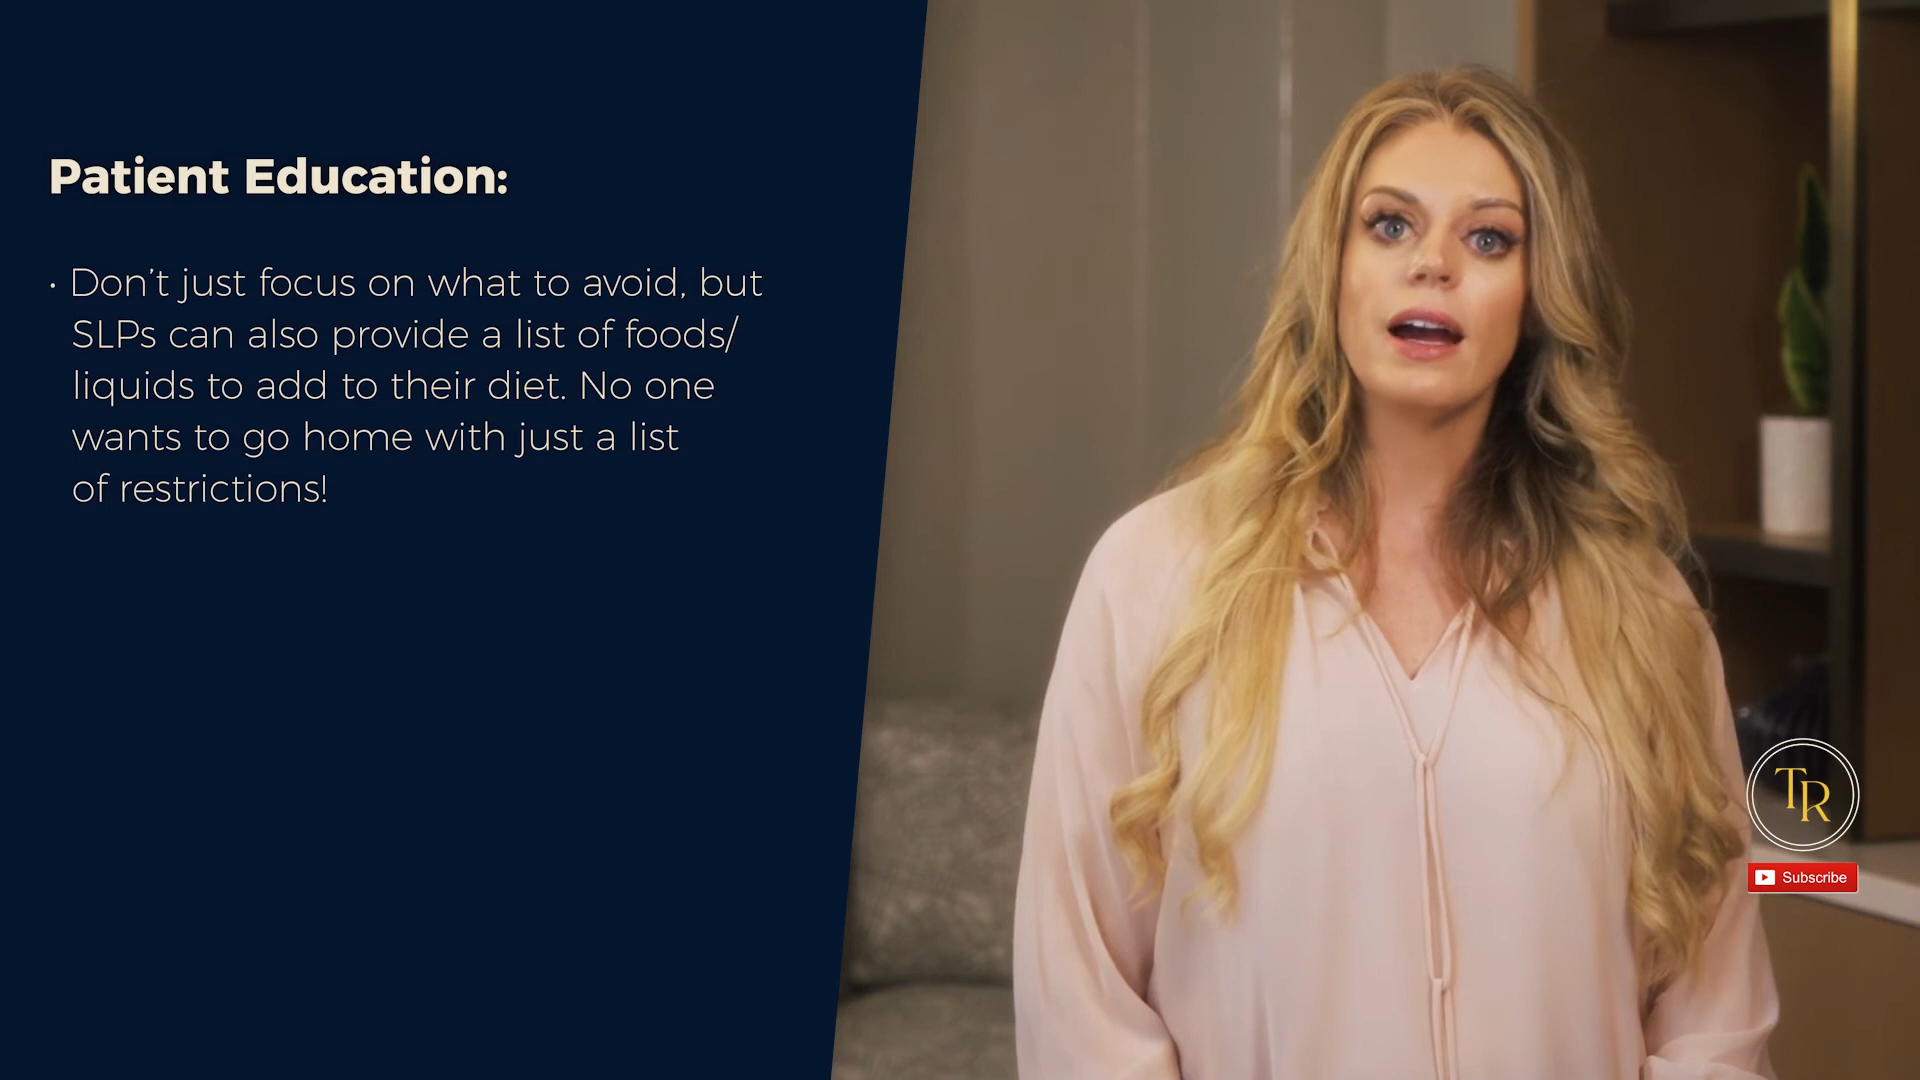 Patient Education:
· Don't just focus on what to avoid, but
SLPs can also provide a list of foods/
liquids to add to their diet. No one
wants to go home with just a list
of restrictions!
TR
Subscribe